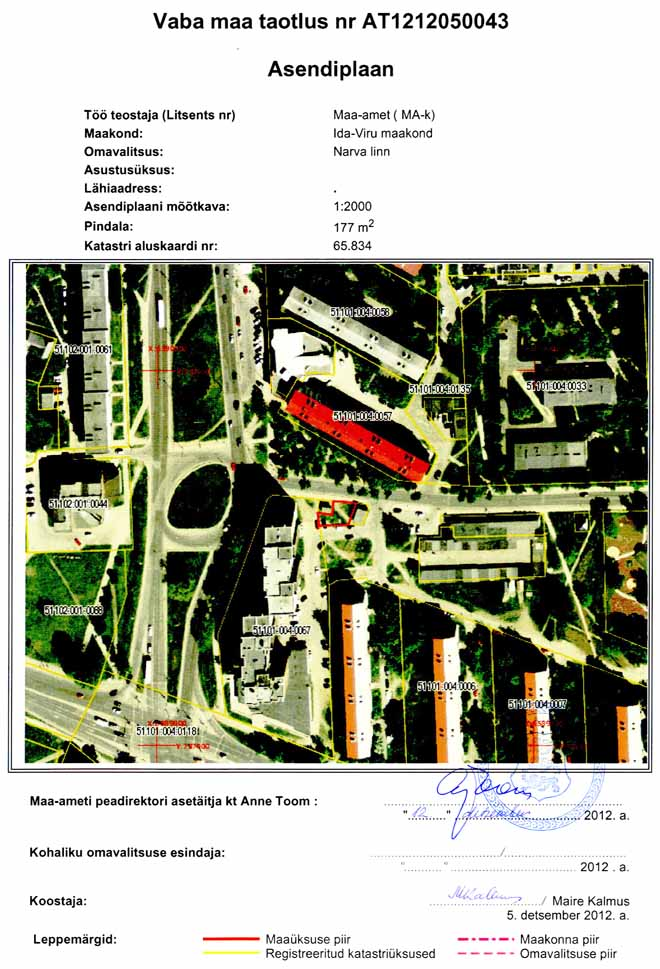 Vaba maa taotlus nr AT1212050043
Asendiplaan
Töö teostaja (Litsents nr) Maa-amet ( MA-k)
Maakond: Ida-Viru maakond
Omavalitsus: Narva linn
Asustusüksus:
Lähiaadress: .
Asendiplaani mõõtkava: 1:2000
Pindala: 177 m²
Katastri aluskaardi nr: 65.834
51101:004:0058
51102:001:0061
51101:004:0135
51101:004:0033
51101:004:0057
51102:001:0044
51102:001:0068
51101:004:0067
51101:004:0006
51101:004:0007
51101:004:0118
Maa-ameti peadirektori asetäitja kt Anne Toom :
"12" detsember 2012. a.
Kohaliku omavalitsuse esindaja: /
" " 2012 . a.
Koostaja: MKalmus / Maire Kalmus
5. detsember 2012. a.
Leppemärgid: Maaüksuse piir Maakonna piir
Registreeritud katastriüksused Omavalitsuse piir